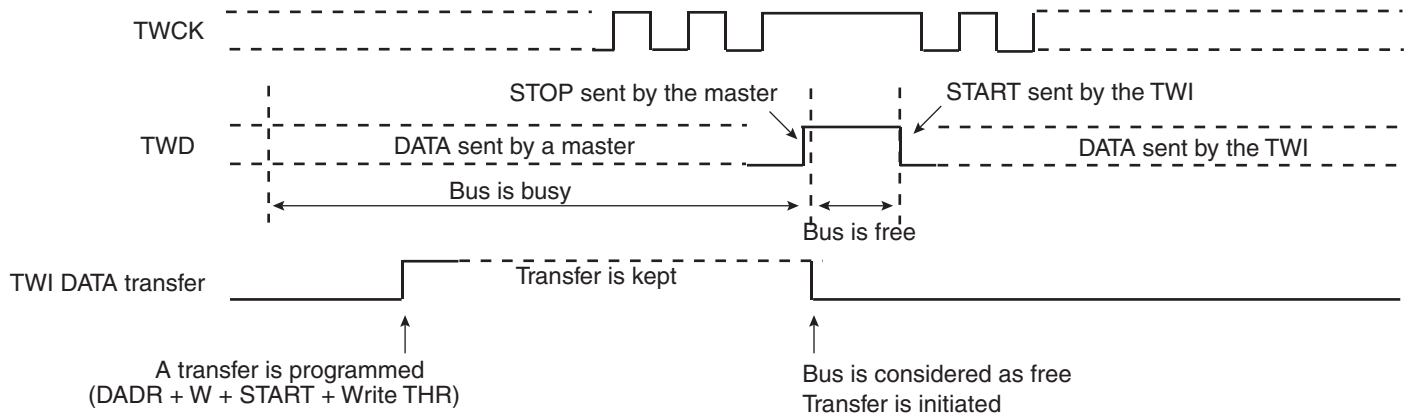 TWCK
STOP sent by the master
START sent by the TWI
TWD
DATA sent by a master
DATA sent by the TWI
Bus is busy
Bus is free
TWI DATA transfer
Transfer is kept
A transfer is programmed
(DADR + W + START + Write THR)
Bus is considered as free
Transfer is initiated